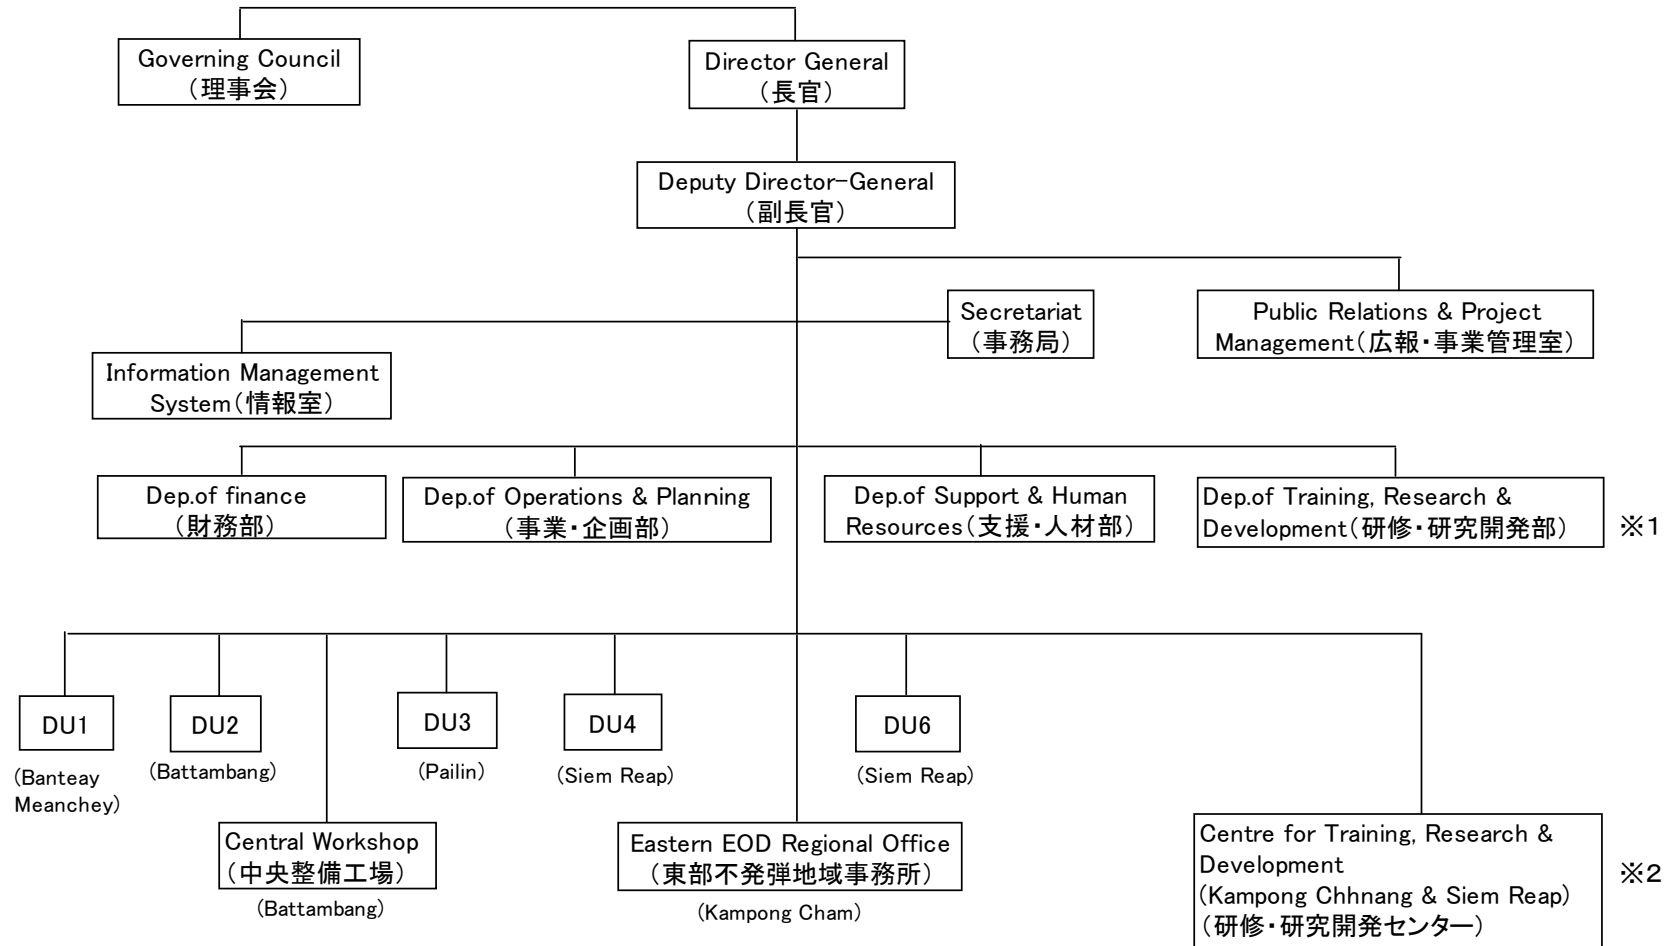 Governing Council
（理事会）
Director General
（長官）
Deputy Director-General
（副長官）
Secretariat
（事務局）
Public Relations & Project
Management（広報・事業管理室）
Information Management
System（情報室）
Dep.of finance
（財務部）
Dep.of Operations & Planning
（事業・企画部）
Dep.of Support & Human
Resources（支援・人材部）
Dep.of Training, Research &
Development（研修・研究開発部）
※1
DU1
(Banteay
Meanchey)
DU2
(Battambang)
DU3
(Pailin)
DU4
(Siem Reap)
DU6
(Siem Reap)
Central Workshop
（中央整備工場）
(Battambang)
Eastern EOD Regional Office
（東部不発弾地域事務所）
(Kampong Cham)
Centre for Training, Research &
Development
(Kampong Chhnang & Siem Reap)
（研修・研究開発センター）
※2